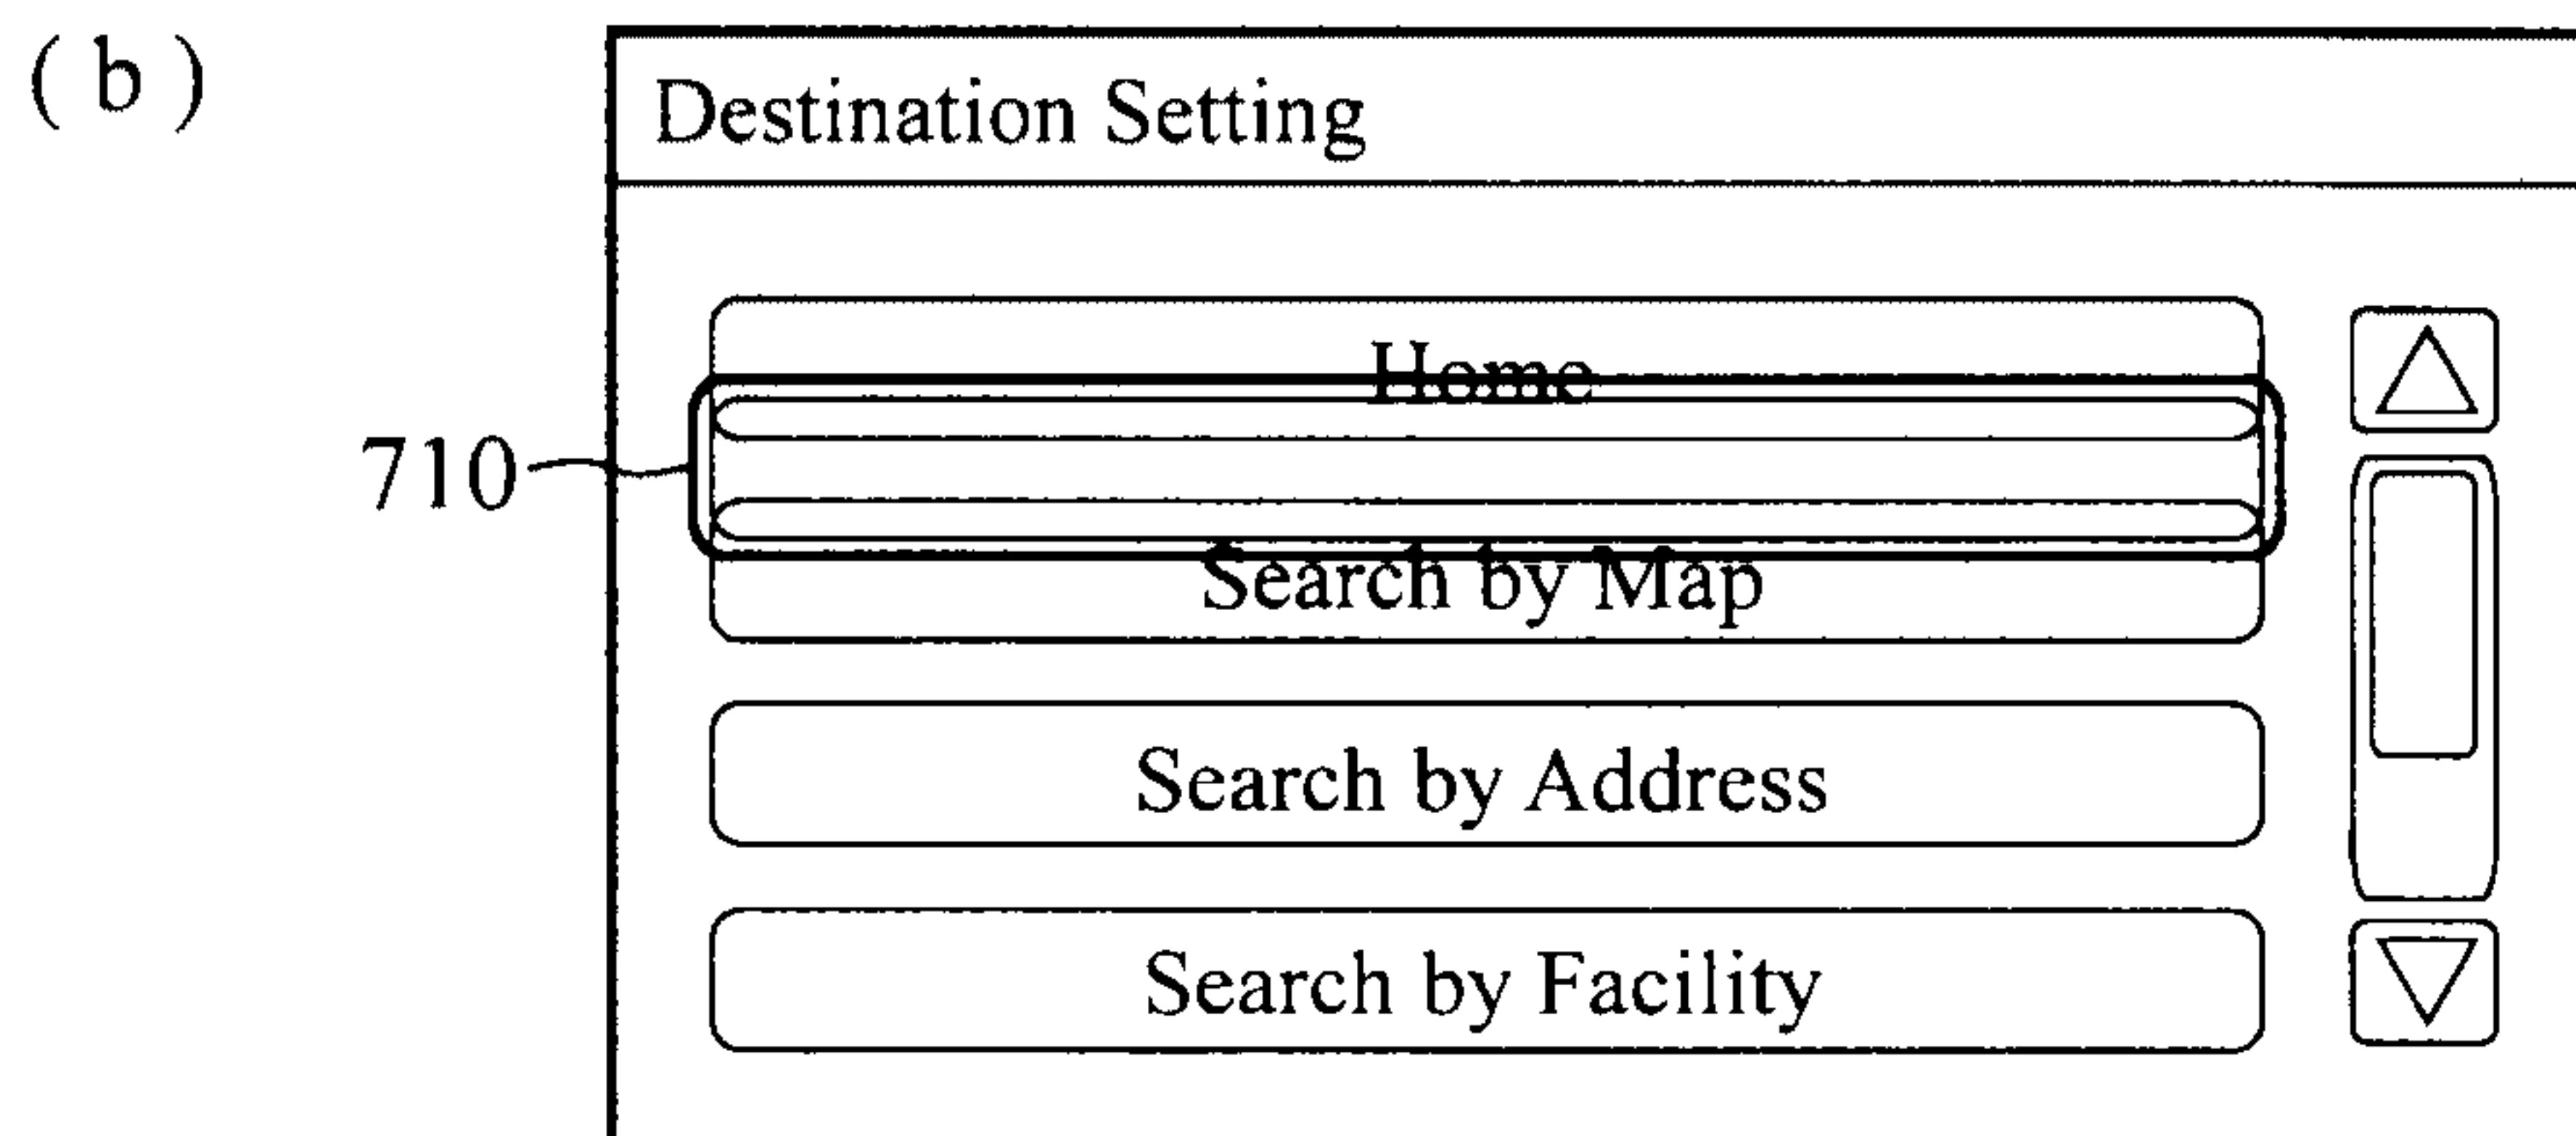 ( b )
Destination Setting
Home
710
Search by Map
Search by Address
Search by Facility